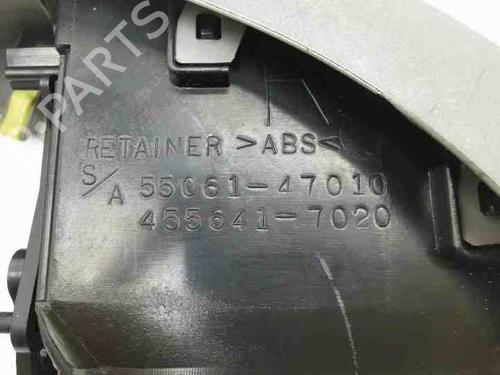 RETAINER >ABS<
S/A 55061-47010
455641-7020
B-PARTS